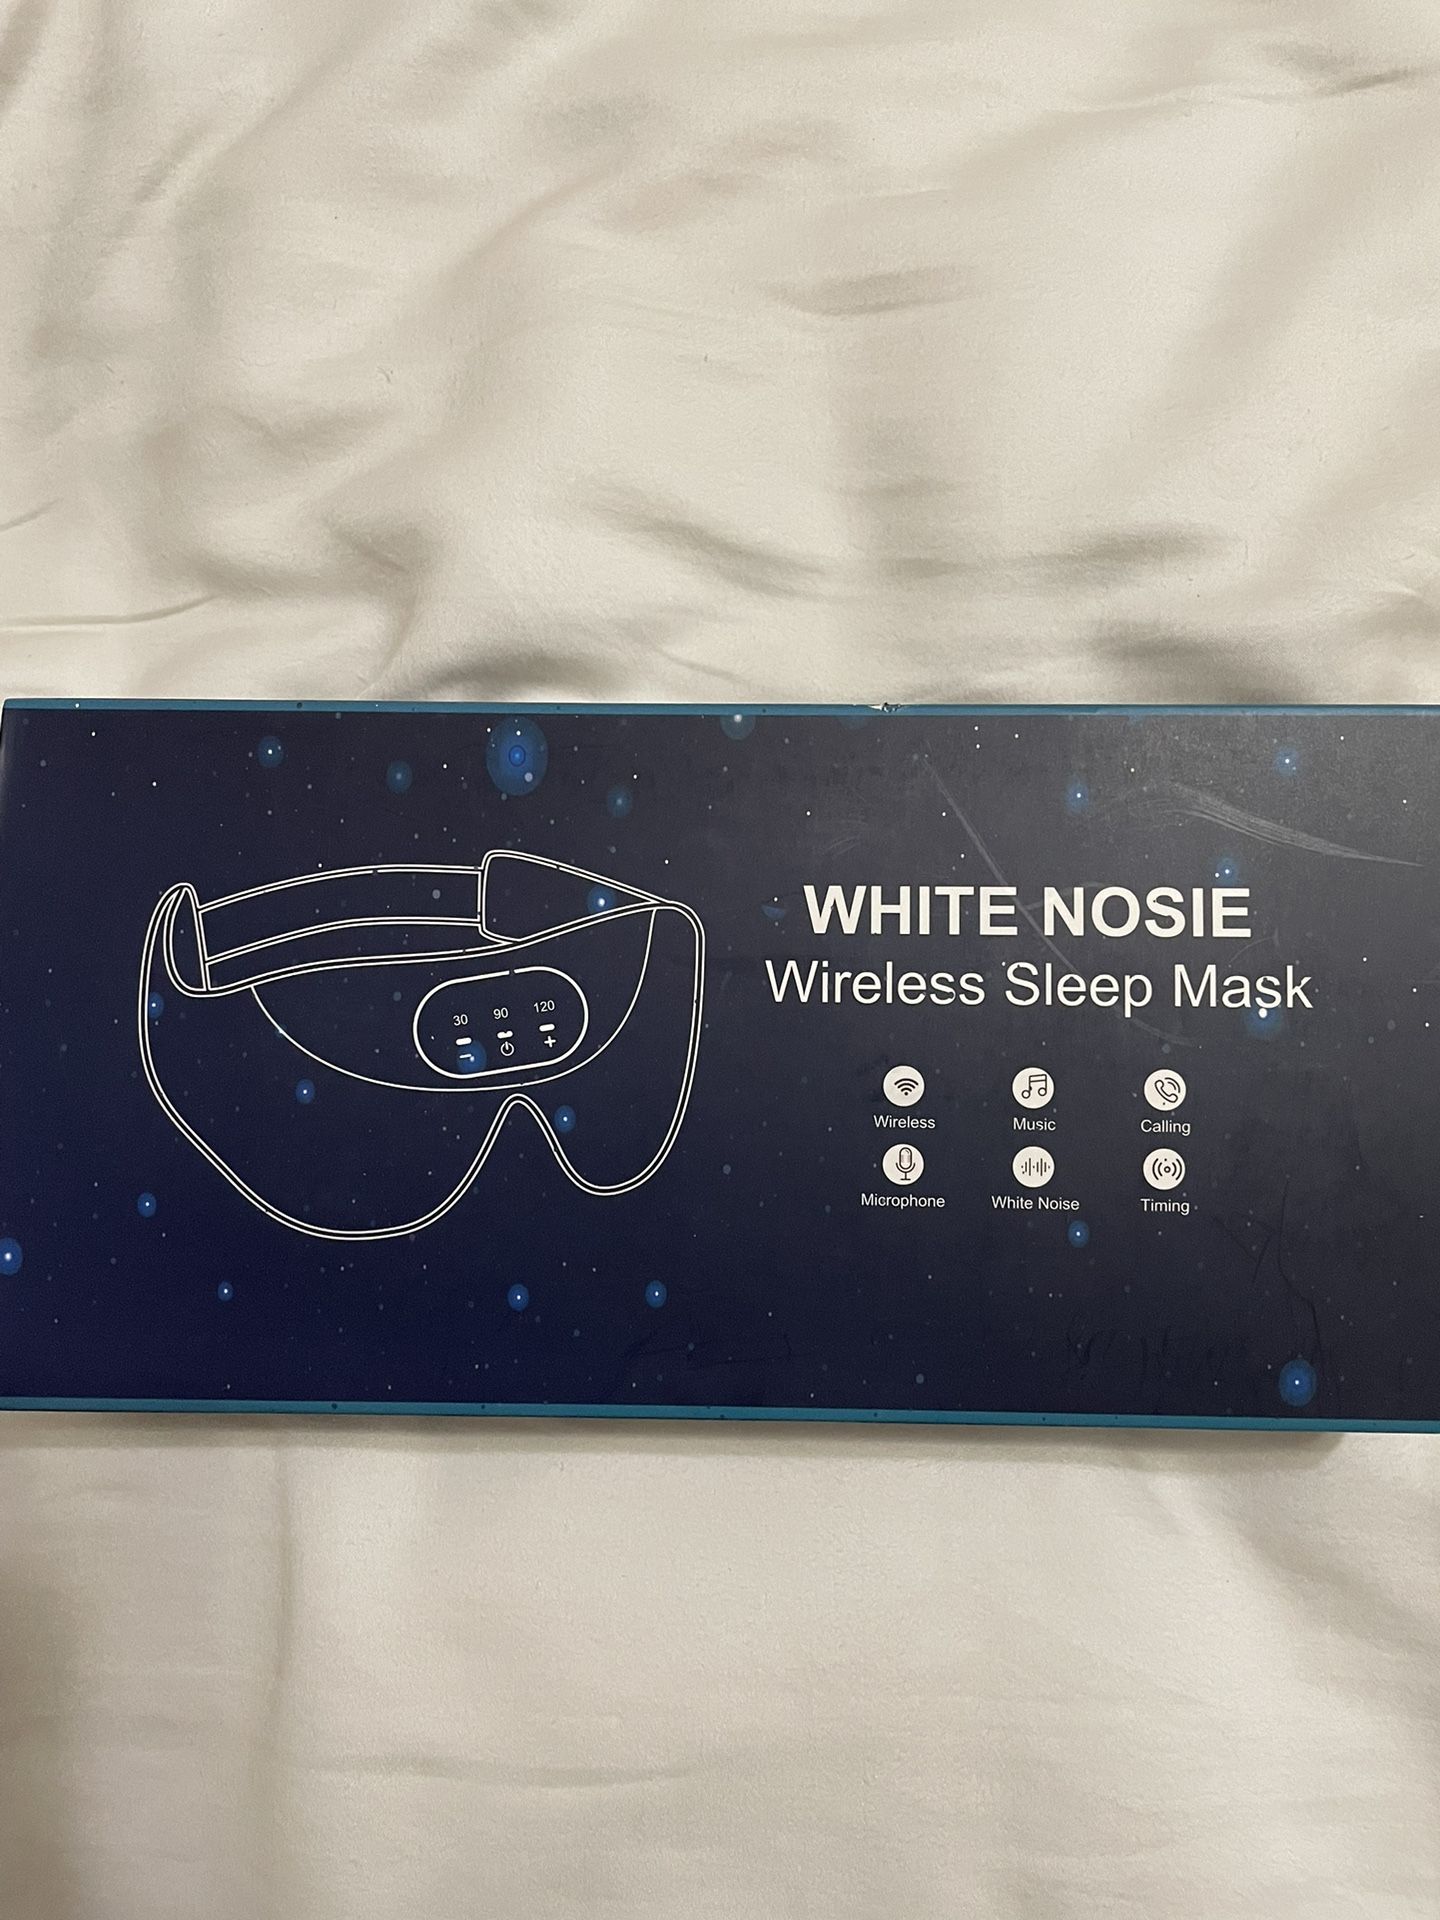 WHITE NOSIE
Wireless Sleep Mask
30 90 120
Wireless Music Calling
Microphone White Noise Timing